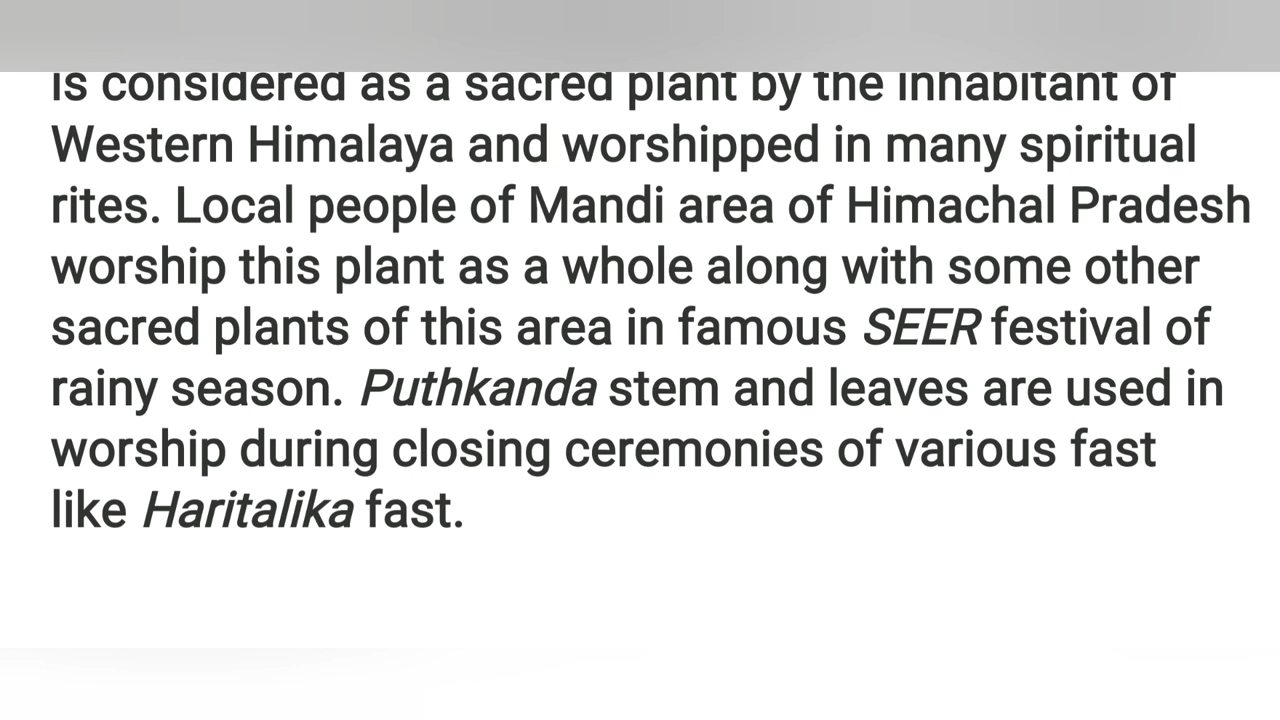 is considered as a sacred plant by the inhabitant of
Western Himalaya and worshipped in many spiritual
rites. Local people of Mandi area of Himachal Pradesh
worship this plant as a whole along with some other
sacred plants of this area in famous SEER festival of
rainy season. Puthkanda stem and leaves are used in
worship during closing ceremonies of various fast
like Haritalika fast.